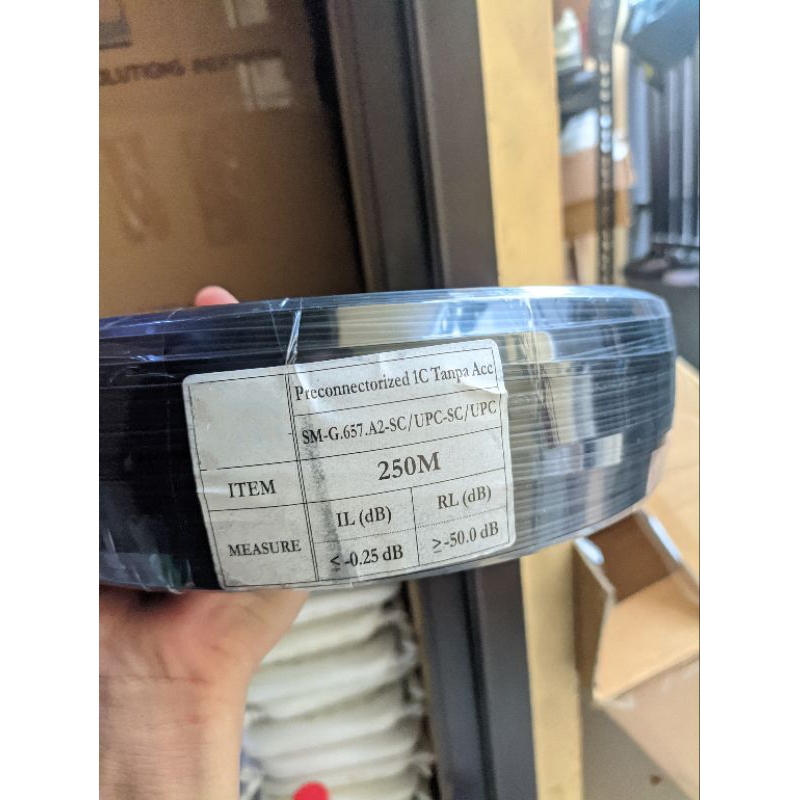 Preconnectorized 1C Tanpa Acc
SM-G.657.A2-SC/UPC-SC/UPC
ITEM
250M
MEASURE
IL (dB)
RL (dB)
≤-0.25 dB
≥-50.0 dB